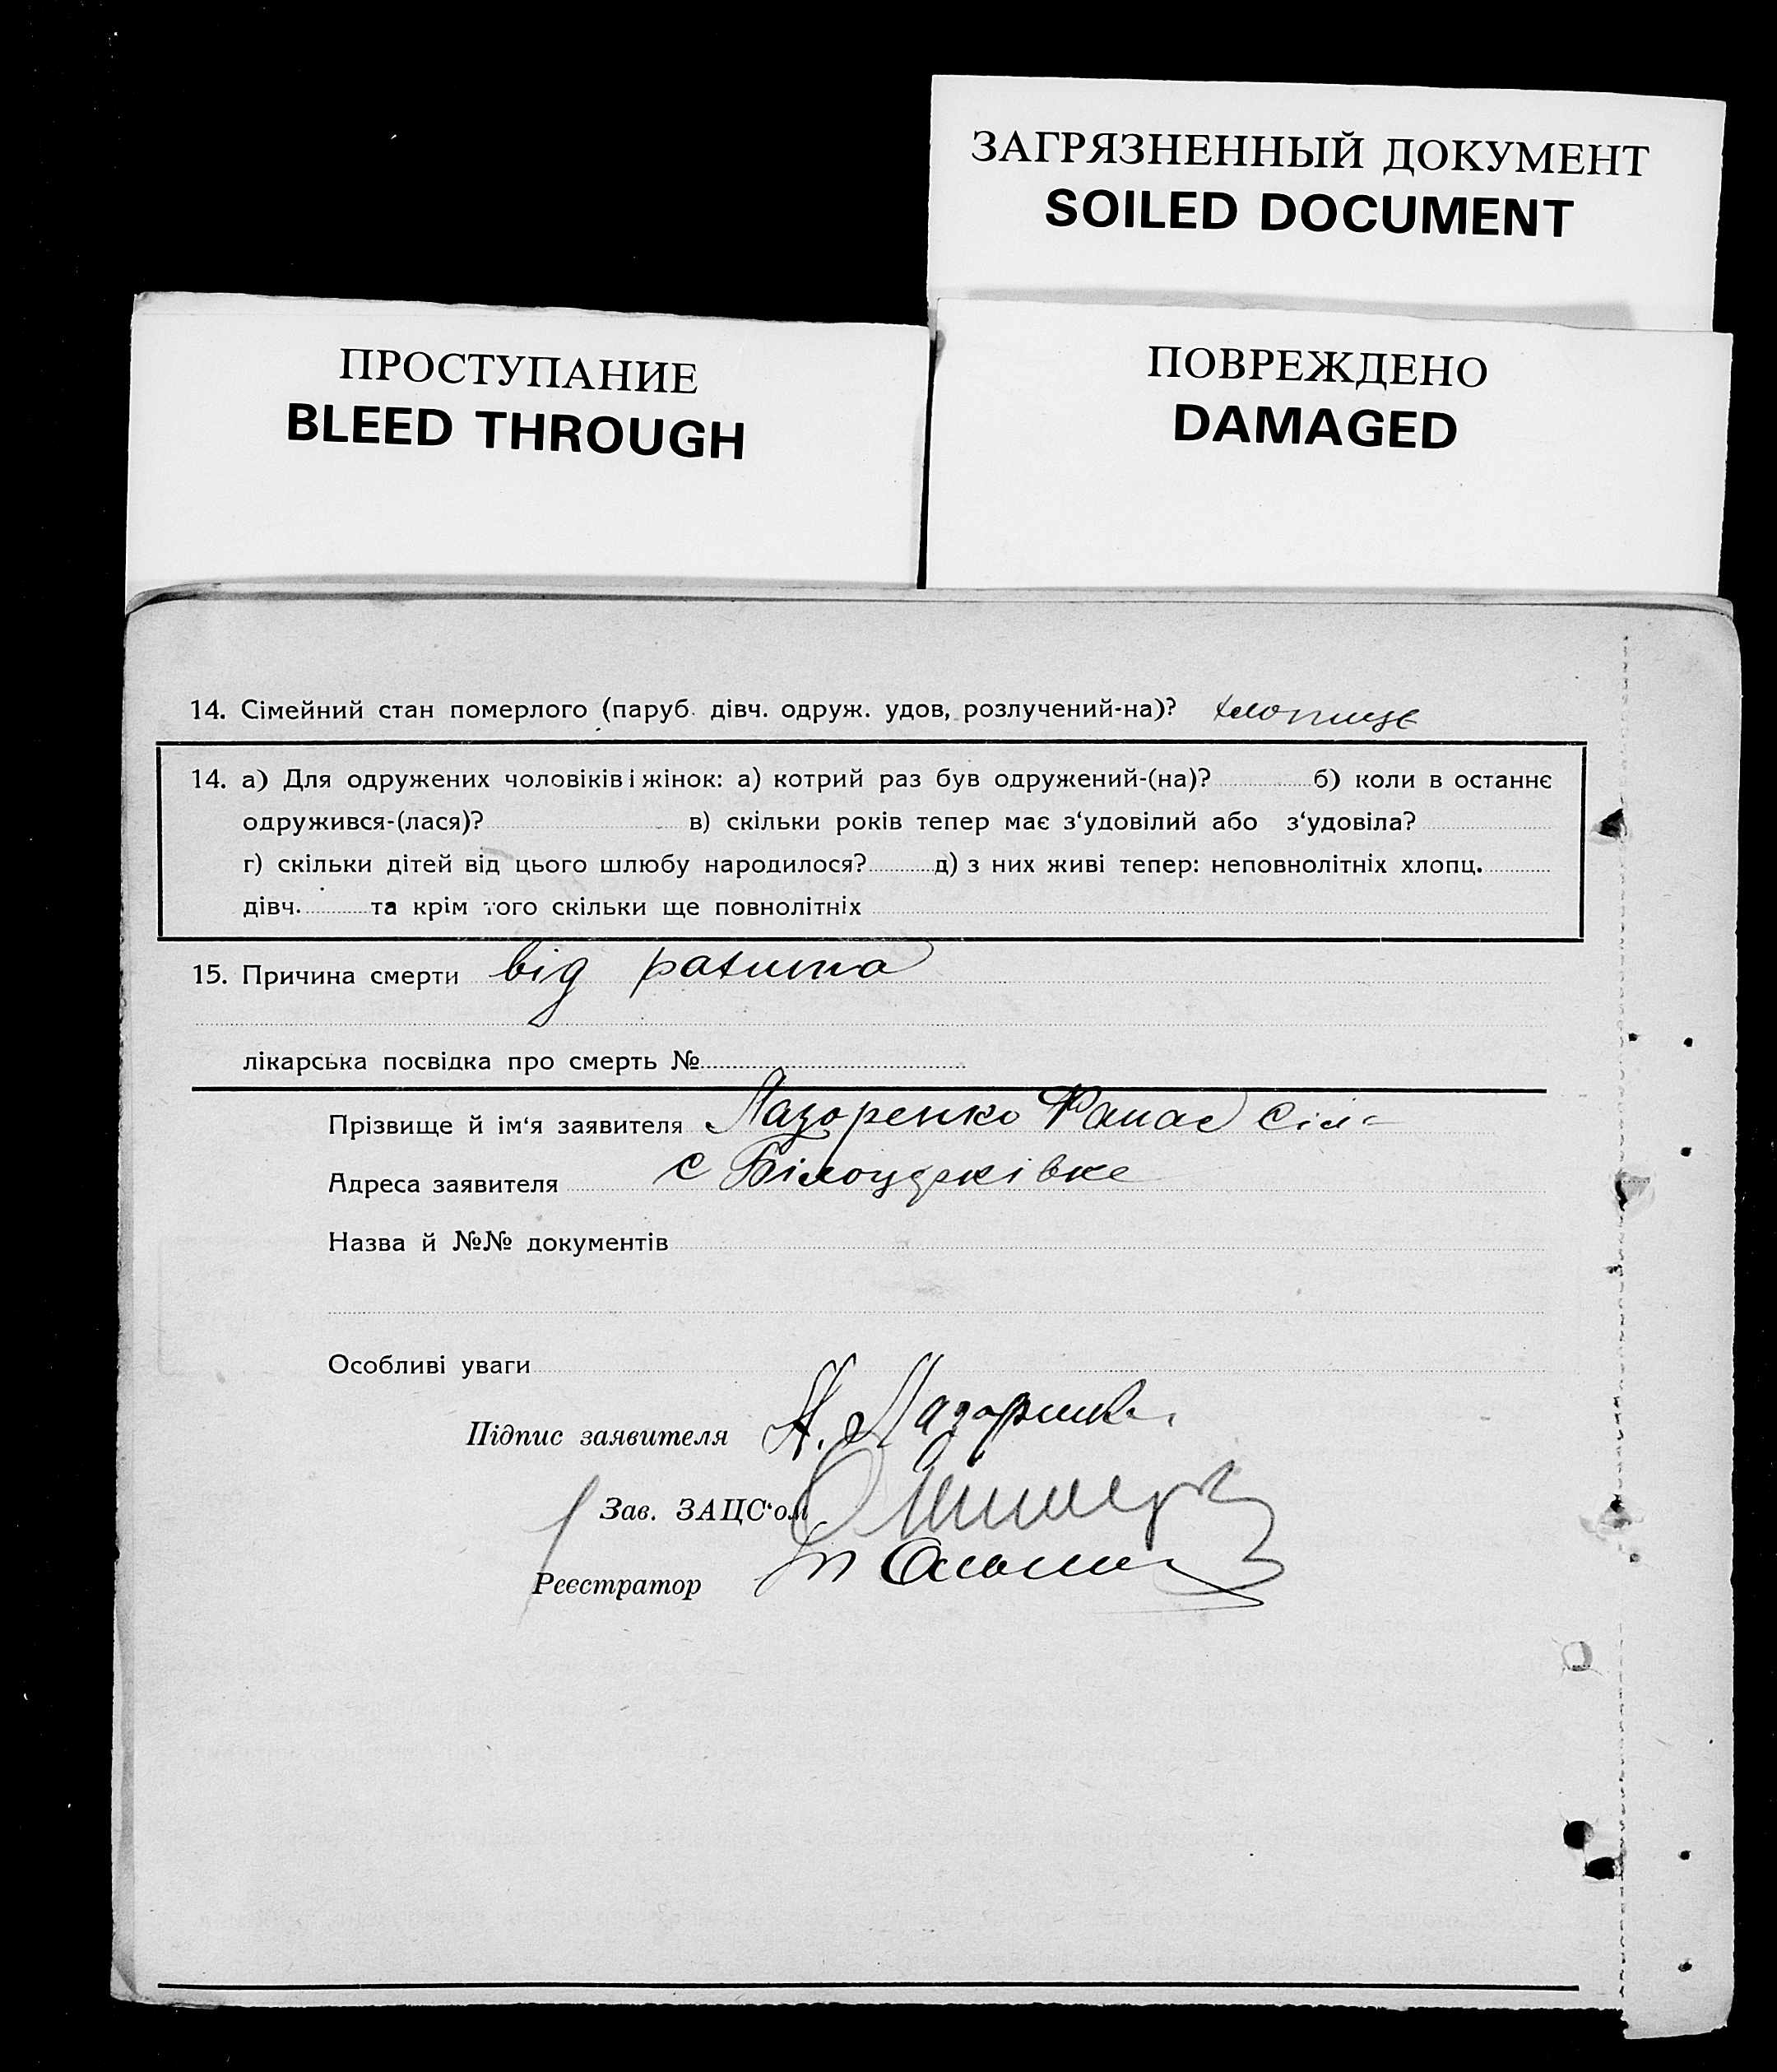 ЗАГРЯЗНЕННЫЙ ДОКУМЕНТ
SOILED DOCUMENT
ПРОСТУПАНИЕ
BLEED THROUGH
ПОВРЕЖДЕНО
DAMAGED
14. Сімейний стан померлого (паруб. дівч. одруж. удов, розлучений-на)?
14. а) Для одружених чоловіків і жінок: а) котрий раз був одружений-(на)? б) коли в останнє
одружився-(лася)? в) скільки років тепер має з‘удовілий або з‘удовіла?
г) скільки дітей від цього шлюбу народилося? д) з них живі тепер: неповнолітніх хлопц.
дівч. та крім того скільки ще повнолітніх
15. Причина смерти від рахита
лікарська посвідка про смерть №
Прізвище й ім‘я заявителя Лазоренко Панас
Адреса заявителя с Білоцерківке
Назва й №№ документів
Особливі уваги
Підпис заявителя
Зав. ЗАЦС‘ом
Реєстратор